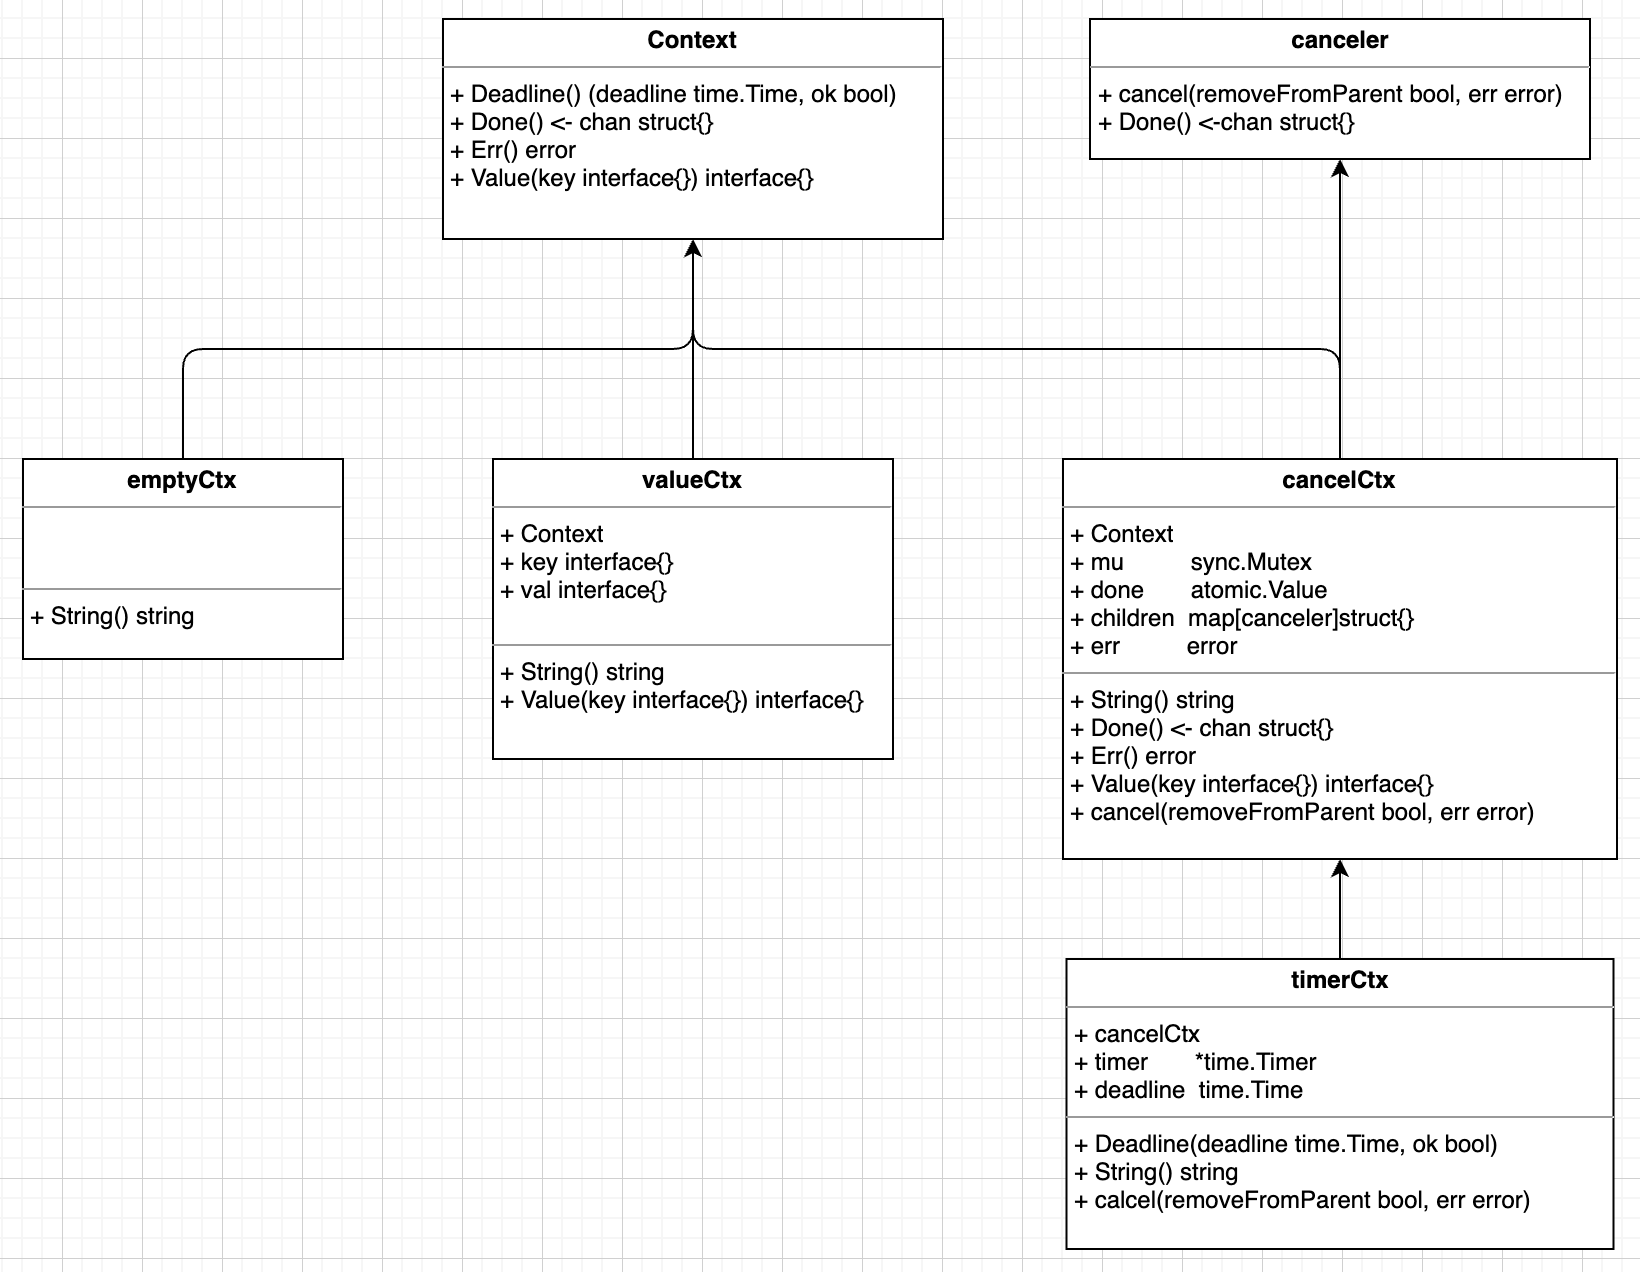 Context
+ Deadline() (deadline time.Time, ok bool)
+ Done() <- chan struct{}
+ Err() error
+ Value(key interface{}) interface{}
canceler
+ cancel(removeFromParent bool, err error)
+ Done() <-chan struct{}
emptyCtx
+ String() string
valueCtx
+ Context
+ key interface{}
+ val interface{}
+ String() string
+ Value(key interface{}) interface{}
cancelCtx
+ Context
+ mu sync.Mutex
+ done atomic.Value
+ children map[canceler]struct{}
+ err error
+ String() string
+ Done() <- chan struct{}
+ Err() error
+ Value(key interface{}) interface{}
+ cancel(removeFromParent bool, err error)
timerCtx
+ cancelCtx
+ timer *time.Timer
+ deadline time.Time
+ Deadline(deadline time.Time, ok bool)
+ String() string
+ calcel(removeFromParent bool, err error)